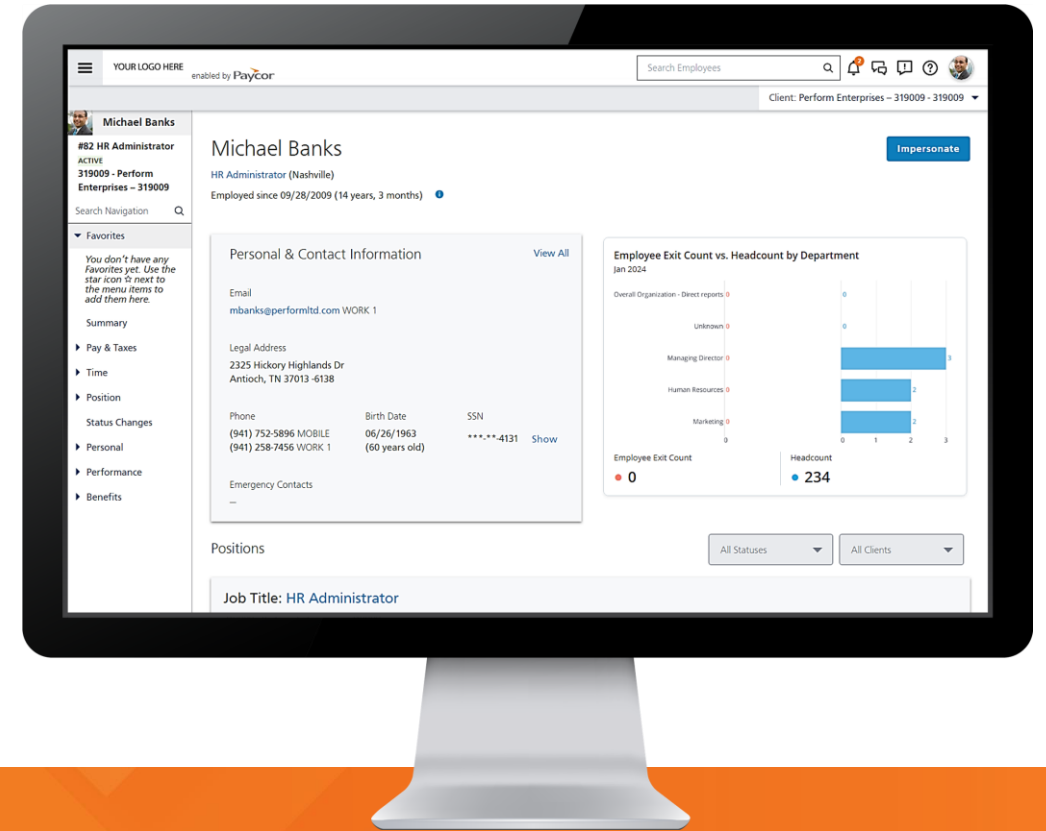 YOUR LOGO HERE enabled by Paycor
Search Employees
2
Client: Perform Enterprises – 319009 - 319009
Michael Banks
#82 HR Administrator
ACTIVE
319009 - Perform
Enterprises – 319009
Search Navigation
Favorites
You don't have any
Favorites yet. Use the
star icon ☆ next to
the menu items to
add them here.
Summary
Pay & Taxes
Time
Position
Status Changes
Personal
Performance
Benefits
Michael Banks
HR Administrator (Nashville)
Employed since 09/28/2009 (14 years, 3 months)
Impersonate
Personal & Contact Information View All
Email
mbanks@performltd.com WORK 1
Legal Address
2325 Hickory Highlands Dr
Antioch, TN 37013 -6138
Phone Birth Date SSN
(941) 752-5896 MOBILE 06/26/1963 ***-**-4131 Show
(941) 258-7456 WORK 1 (60 years old)
Emergency Contacts
--
Employee Exit Count vs. Headcount by Department
Jan 2024
Overall Organization - Direct reports 0 0
Unknown 0 0
Managing Director 0 3
Human Resources 0 2
Marketing 0 2
0 0 1 2 3
Employee Exit Count Headcount
0 234
Positions
All Statuses All Clients
Job Title: HR Administrator